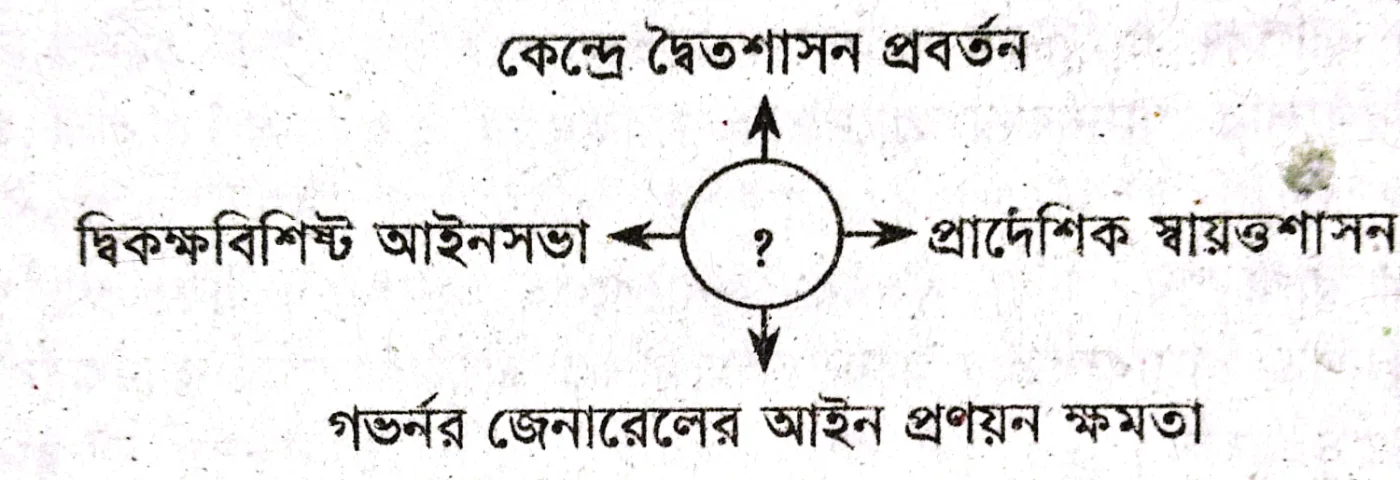 কেন্দ্রে দ্বৈতশাসন প্রবর্তন
দ্বিকক্ষবিশিষ্ট আইনসভা
?
প্রাদেশিক স্বায়ত্তশাসন
গভর্নর জেনারেলের আইন প্রণয়ন ক্ষমতা